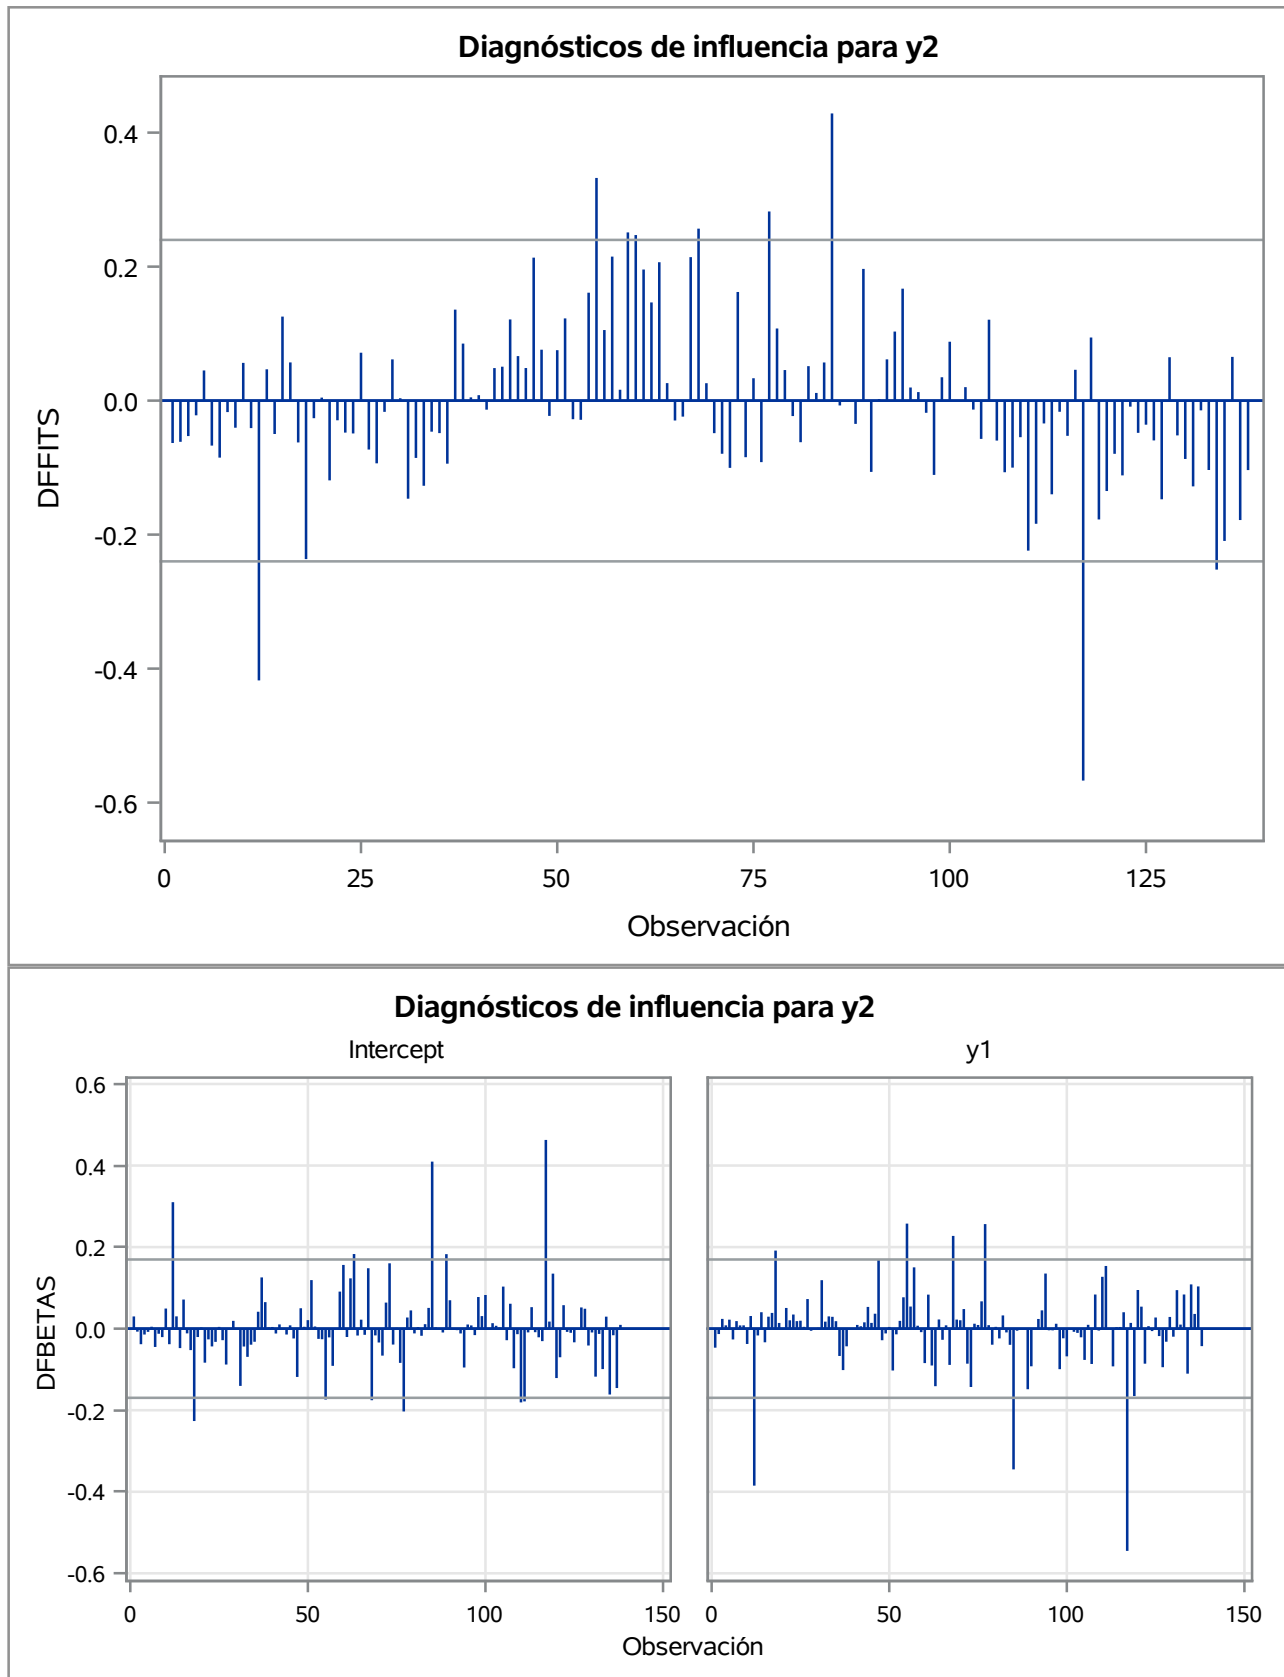 Diagnósticos de influencia para y2
0.4
0.2
0.0
-0.2
-0.4
-0.6
DFFITS
0 25 50 75 100 125
Observación
Diagnósticos de influencia para y2
Intercept y1
0.6
0.4
0.2
0.0
-0.2
-0.4
-0.6
DFBETAS
0 50 100 150 0 50 100 150
Observación